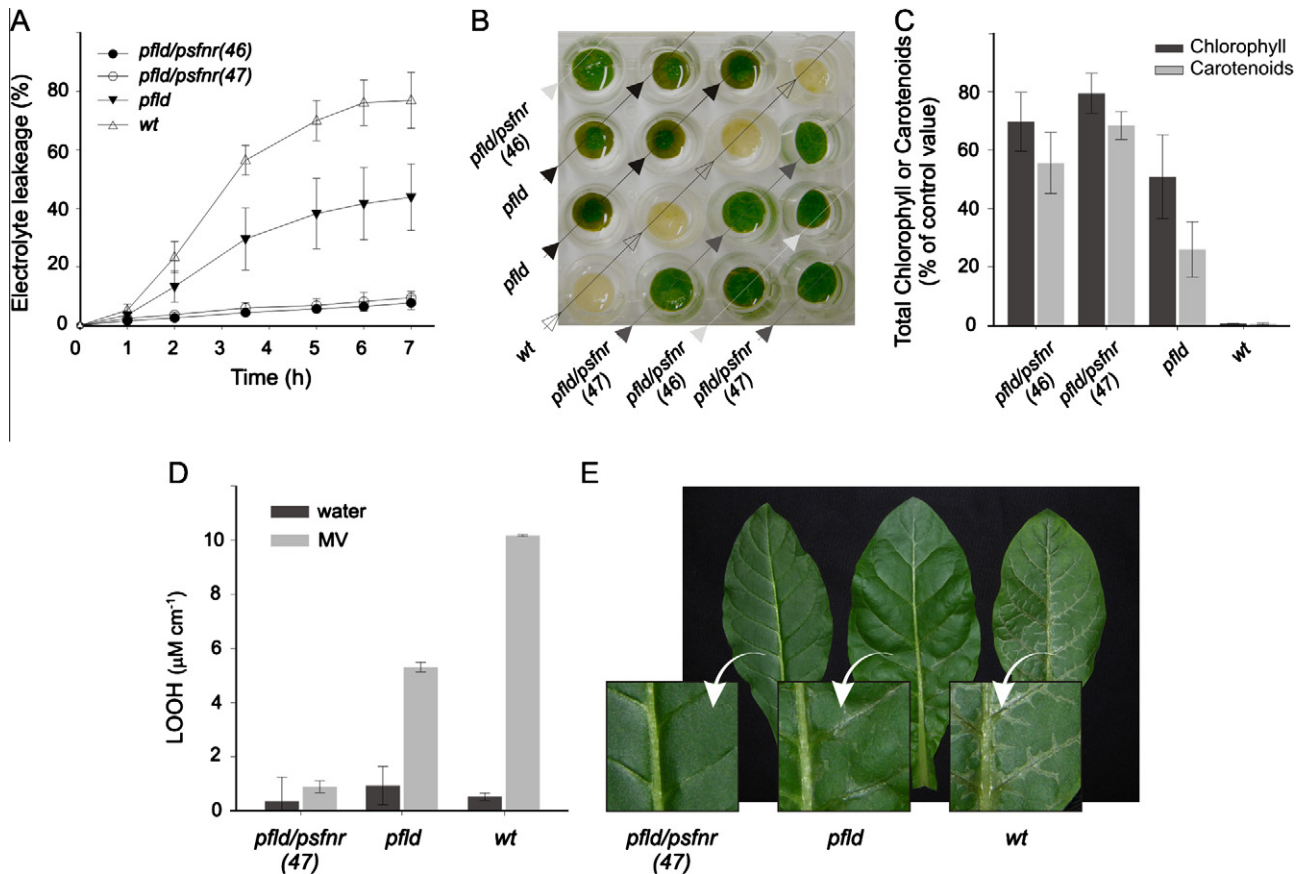 A
pfld/psfnr(46)
pfld/psfnr(47)
pfld
wt
Electrolyte leakage (%)
80
60
40
20
0
0 1 2 3 4 5 6 7
Time (h)
B
pfld/psfnr
(46)
pfld
pfld
wt
pfld/psfnr
(47)
pfld/psfnr
(46)
pfld/psfnr
(47)
C
Chlorophyll
Carotenoids
Total Chlorophyll or Carotenoids
(% of control value)
80
60
40
20
0
pfld/psfnr
(46)
pfld/psfnr
(47)
pfld
wt
D
water
MV
LOOH (µM cm⁻¹)
10
8
6
4
2
0
pfld/psfnr
(47)
pfld
wt
E
pfld/psfnr
(47)
pfld
wt